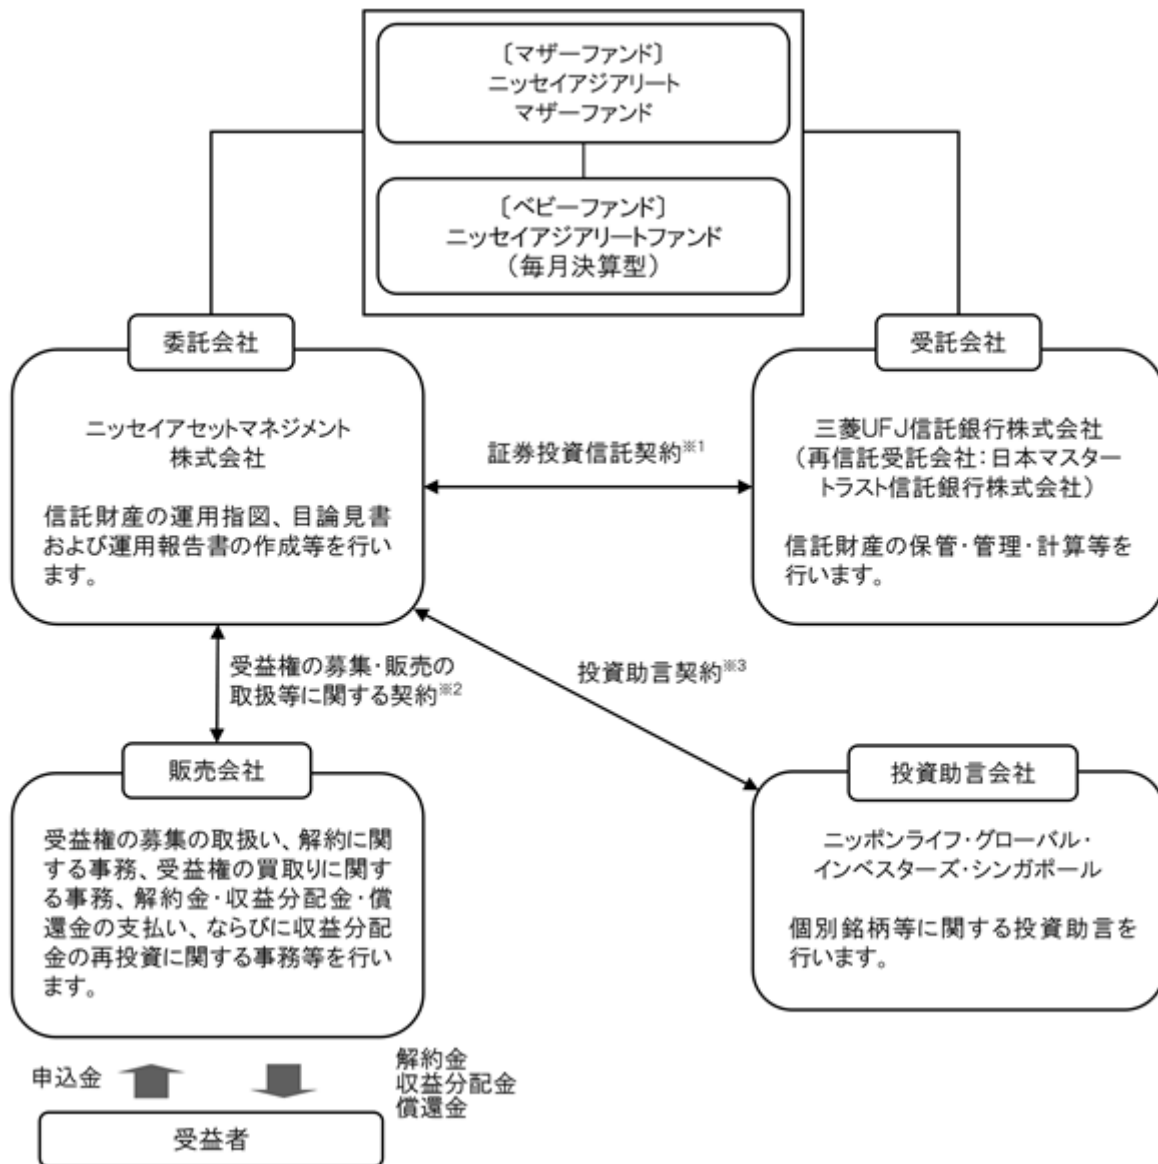 〔マザーファンド〕
ニッセイアジアリート
マザーファンド
〔ベビーファンド〕
ニッセイアジアリートファンド
（毎月決算型）
委託会社
ニッセイアセットマネジメント
株式会社
信託財産の運用指図、目論見書
および運用報告書の作成等を行い
ます。
証券投資信託契約※1
受託会社
三菱UFJ信託銀行株式会社
（再信託受託会社：日本マスター
トラスト信託銀行株式会社）
信託財産の保管・管理・計算等を
行います。
受益権の募集・販売の
取扱等に関する契約※2
投資助言契約※3
販売会社
受益権の募集の取扱い、解約に関
する事務、受益権の買取りに関す
る事務、解約金・収益分配金・償
還金の支払い、ならびに収益分配
金の再投資に関する事務等を行い
ます。
投資助言会社
ニッポンライフ・グローバル・
インベスターズ・シンガポール
個別銘柄等に関する投資助言を
行います。
申込金
解約金
収益分配金
償還金
受益者